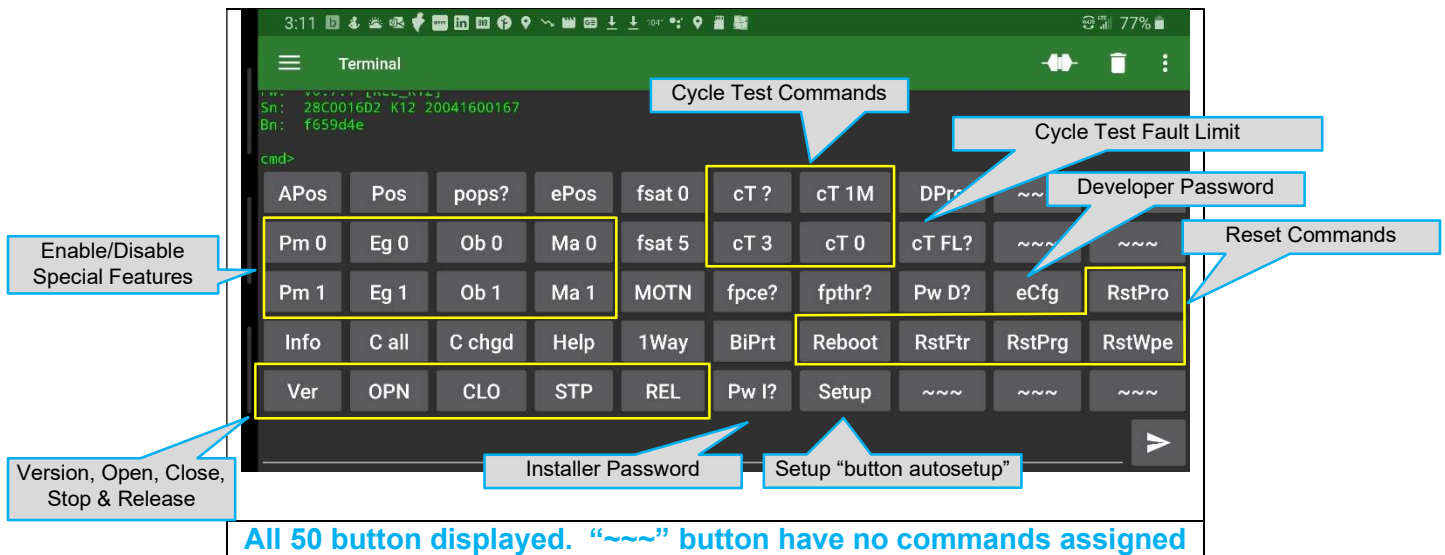 3:11
104°
77%
Terminal
Sn: 28C0016D2 K12 20041600167
Bn: f659d4e
cmd>
Cycle Test Commands
Cycle Test Fault Limit
Developer Password
Reset Commands
Enable/Disable
Special Features
APos Pos pops? ePos fsat 0 cT ? cT 1M
Pm 0 Eg 0 Ob 0 Ma 0 fsat 5 cT 3 cT 0 cT FL? ~~~ ~~~
Pm 1 Eg 1 Ob 1 Ma 1 MOTN fpce? fpthr? Pw D? eCfg RstPro
Info C all C chgd Help 1Way BiPrt Reboot RstFtr RstPrg RstWpe
Ver OPN CLO STP REL Pw I? Setup ~~~ ~~~ ~~~
Version, Open, Close,
Stop & Release
Installer Password
Setup “button autosetup”
All 50 button displayed. “~~~” button have no commands assigned